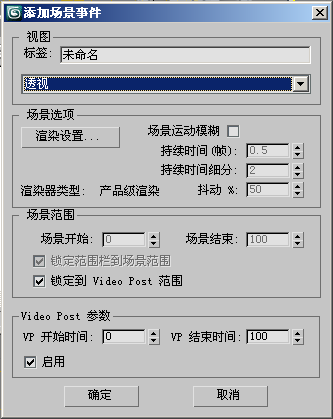 添加场景事件
视图
标签: 未命名
透视
场景选项
渲染设置... 场景运动模糊
持续时间(帧): 0.5
持续时间细分: 2
渲染器类型: 产品级渲染 抖动 %: 50
场景范围
场景开始: 0 场景结束: 100
锁定范围栏到场景范围
锁定到 Video Post 范围
Video Post 参数
VP 开始时间: 0 VP 结束时间: 100
启用
确定 取消